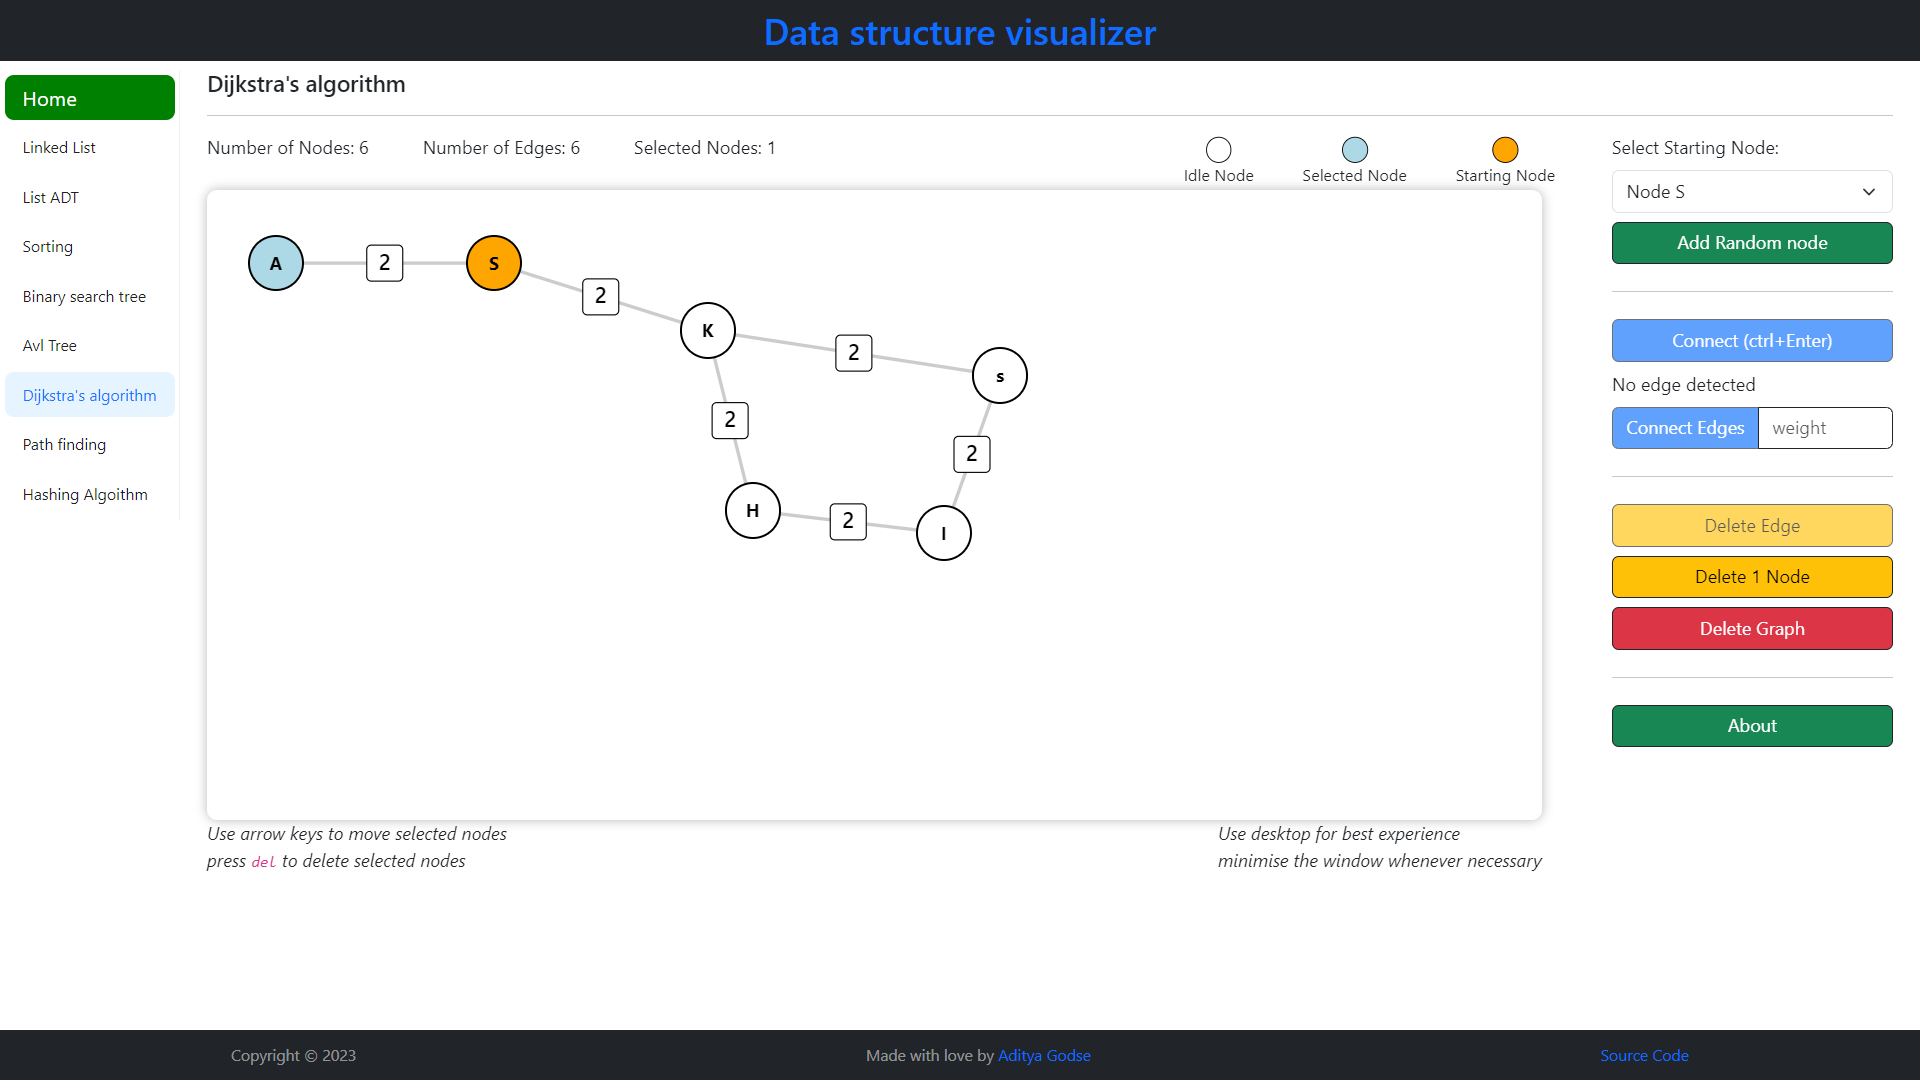 Data structure visualizer
Home
Linked List
List ADT
Sorting
Binary search tree
Avl Tree
Dijkstra's algorithm
Path finding
Hashing Algoithm
Dijkstra's algorithm
Number of Nodes: 6
Number of Edges: 6
Selected Nodes: 1
Idle Node
Selected Node
Starting Node
A
2
S
2
K
2
s
2
2
H
2
I
Use arrow keys to move selected nodes
press del to delete selected nodes
Use desktop for best experience
minimise the window whenever necessary
Select Starting Node:
Node S
Add Random node
Connect (ctrl+Enter)
No edge detected
Connect Edges
weight
Delete Edge
Delete 1 Node
Delete Graph
About
Copyright © 2023
Made with love by Aditya Godse
Source Code